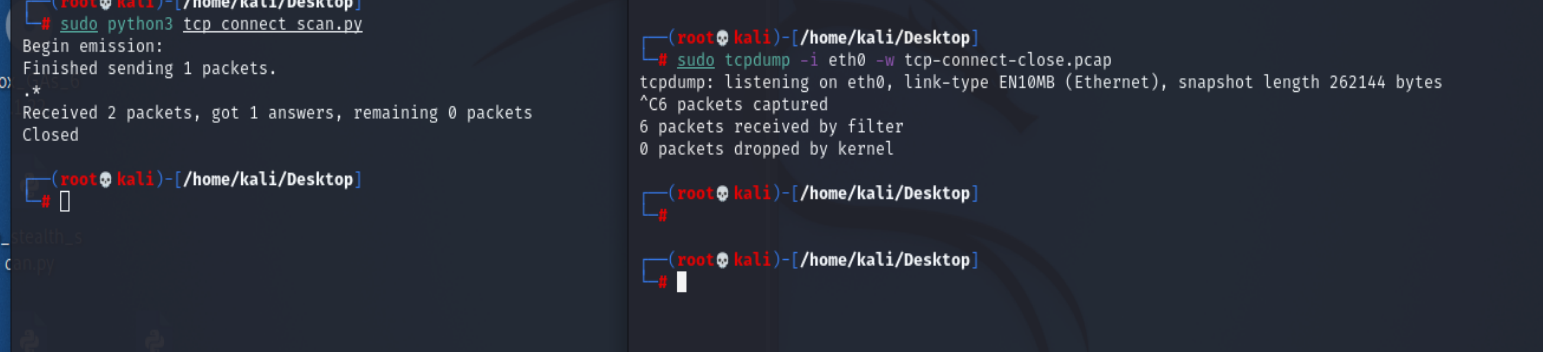 ┌──(root💀kali)-[/home/kali/Desktop]
└─# sudo python3 tcp_connect_scan.py
Begin emission:
Finished sending 1 packets.
.*
Received 2 packets, got 1 answers, remaining 0 packets
Closed
┌──(root💀kali)-[/home/kali/Desktop]
└─#
_stealth_s
can.py
┌──(root💀kali)-[/home/kali/Desktop]
└─# sudo tcpdump -i eth0 -w tcp-connect-close.pcap
tcpdump: listening on eth0, link-type EN10MB (Ethernet), snapshot length 262144 bytes
^C6 packets captured
6 packets received by filter
0 packets dropped by kernel
┌──(root💀kali)-[/home/kali/Desktop]
└─#
┌──(root💀kali)-[/home/kali/Desktop]
└─#